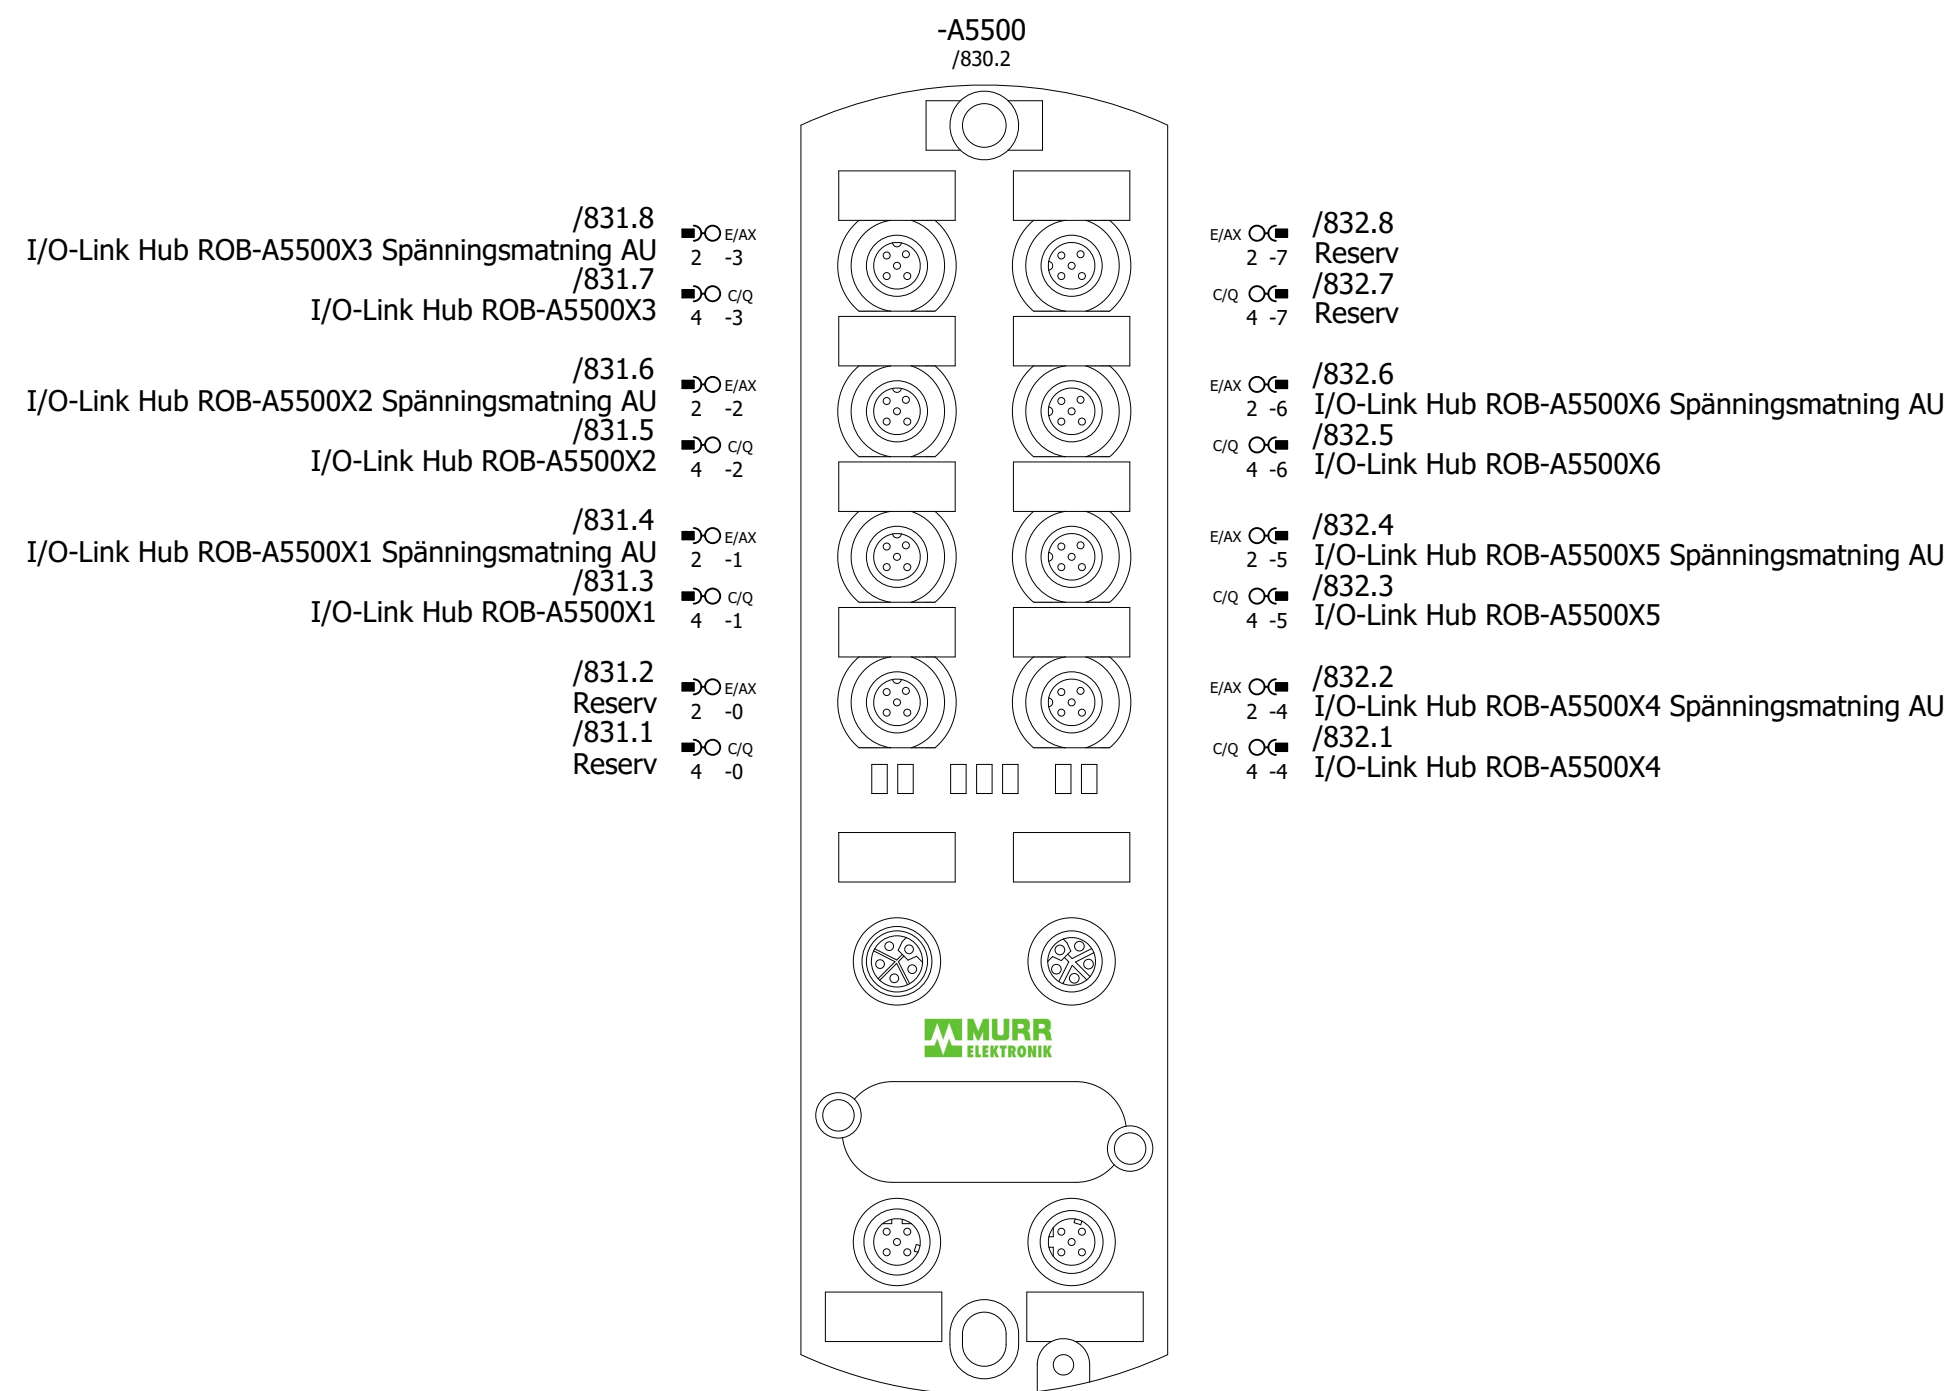 -A5500
/830.2
/831.8
I/O-Link Hub ROB-A5500X3 Spänningsmatning AU
E/AX
2 -3
/831.7
I/O-Link Hub ROB-A5500X3
C/Q
4 -3
/831.6
I/O-Link Hub ROB-A5500X2 Spänningsmatning AU
E/AX
2 -2
/831.5
I/O-Link Hub ROB-A5500X2
C/Q
4 -2
/831.4
I/O-Link Hub ROB-A5500X1 Spänningsmatning AU
E/AX
2 -1
/831.3
I/O-Link Hub ROB-A5500X1
C/Q
4 -1
/831.2
Reserv
E/AX
2 -0
/831.1
Reserv
C/Q
4 -0
E/AX
2 -7
/832.8
Reserv
C/Q
4 -7
/832.7
Reserv
E/AX
2 -6
/832.6
I/O-Link Hub ROB-A5500X6 Spänningsmatning AU
C/Q
4 -6
/832.5
I/O-Link Hub ROB-A5500X6
E/AX
2 -5
/832.4
I/O-Link Hub ROB-A5500X5 Spänningsmatning AU
C/Q
4 -5
/832.3
I/O-Link Hub ROB-A5500X5
E/AX
2 -4
/832.2
I/O-Link Hub ROB-A5500X4 Spänningsmatning AU
C/Q
4 -4
/832.1
I/O-Link Hub ROB-A5500X4
MURR
ELEKTRONIK